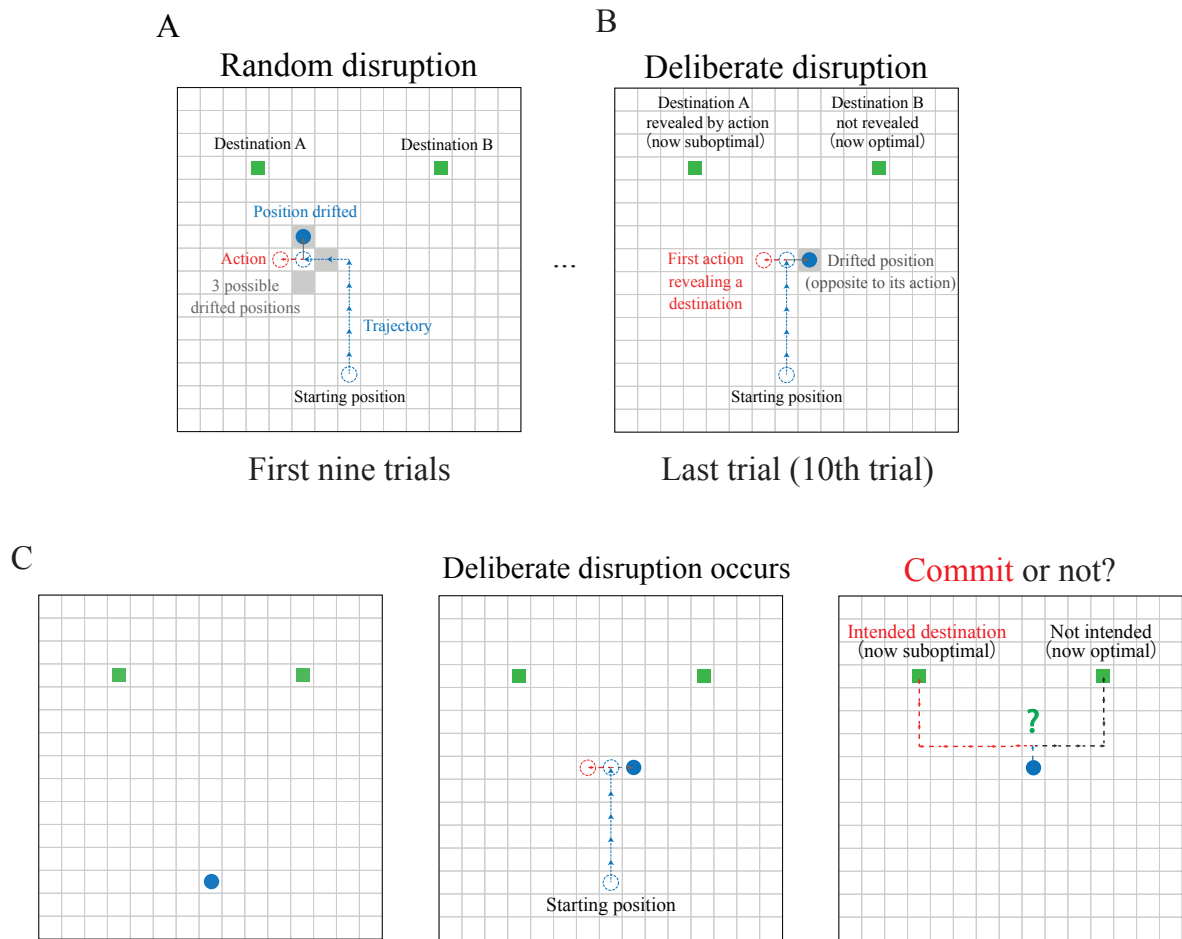 A
Random disruption
Destination A
Destination B
Position drifted
Action
3 possible
drifted positions
Trajectory
Starting position
First nine trials
...
B
Deliberate disruption
Destination A
revealed by action
(now suboptimal)
Destination B
not revealed
(now optimal)
First action
revealing a
destination
Drifted position
(opposite to its action)
Starting position
Last trial (10th trial)
C
Deliberate disruption occurs
Starting position
Commit or not?
Intended destination
(now suboptimal)
Not intended
(now optimal)
?